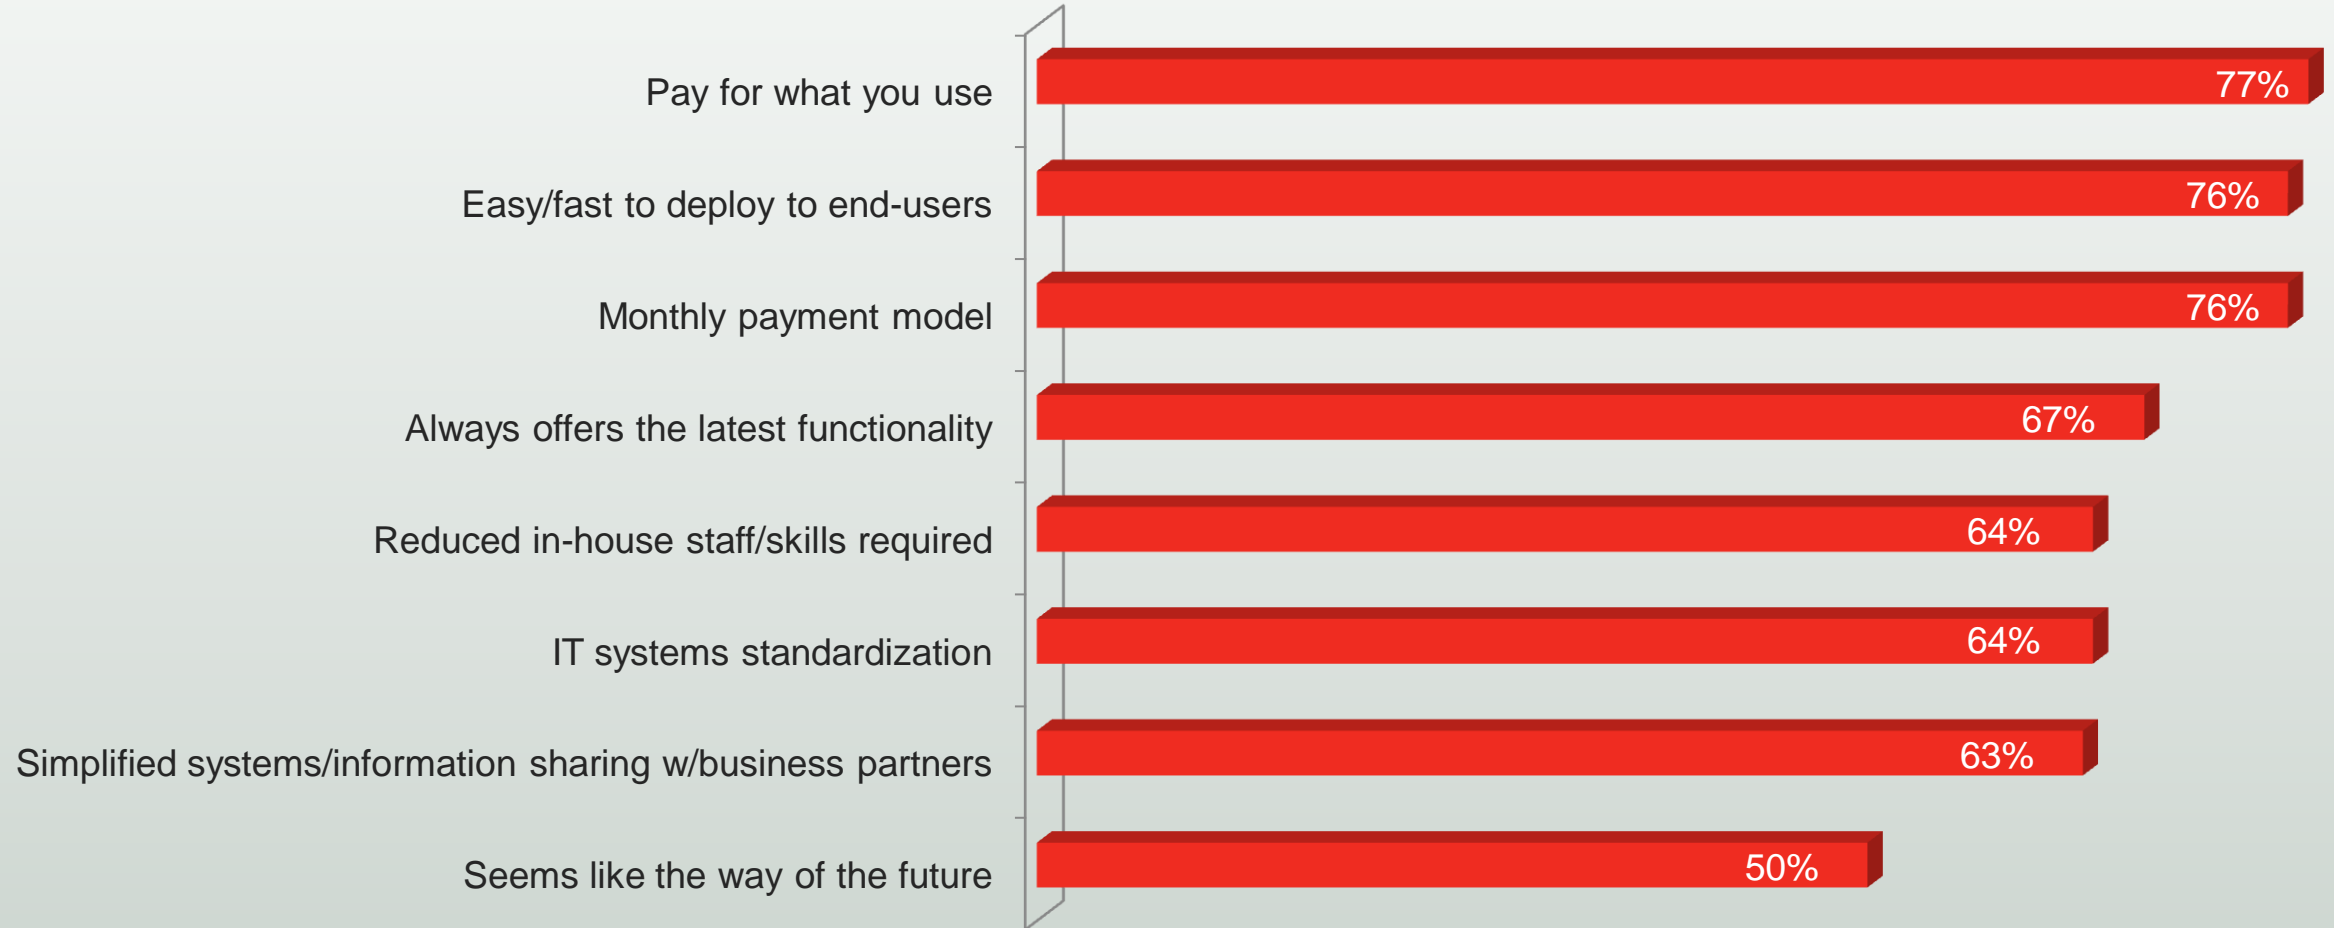 Pay for what you use 77%
Easy/fast to deploy to end-users 76%
Monthly payment model 76%
Always offers the latest functionality 67%
Reduced in-house staff/skills required 64%
IT systems standardization 64%
Simplified systems/information sharing w/business partners 63%
Seems like the way of the future 50%